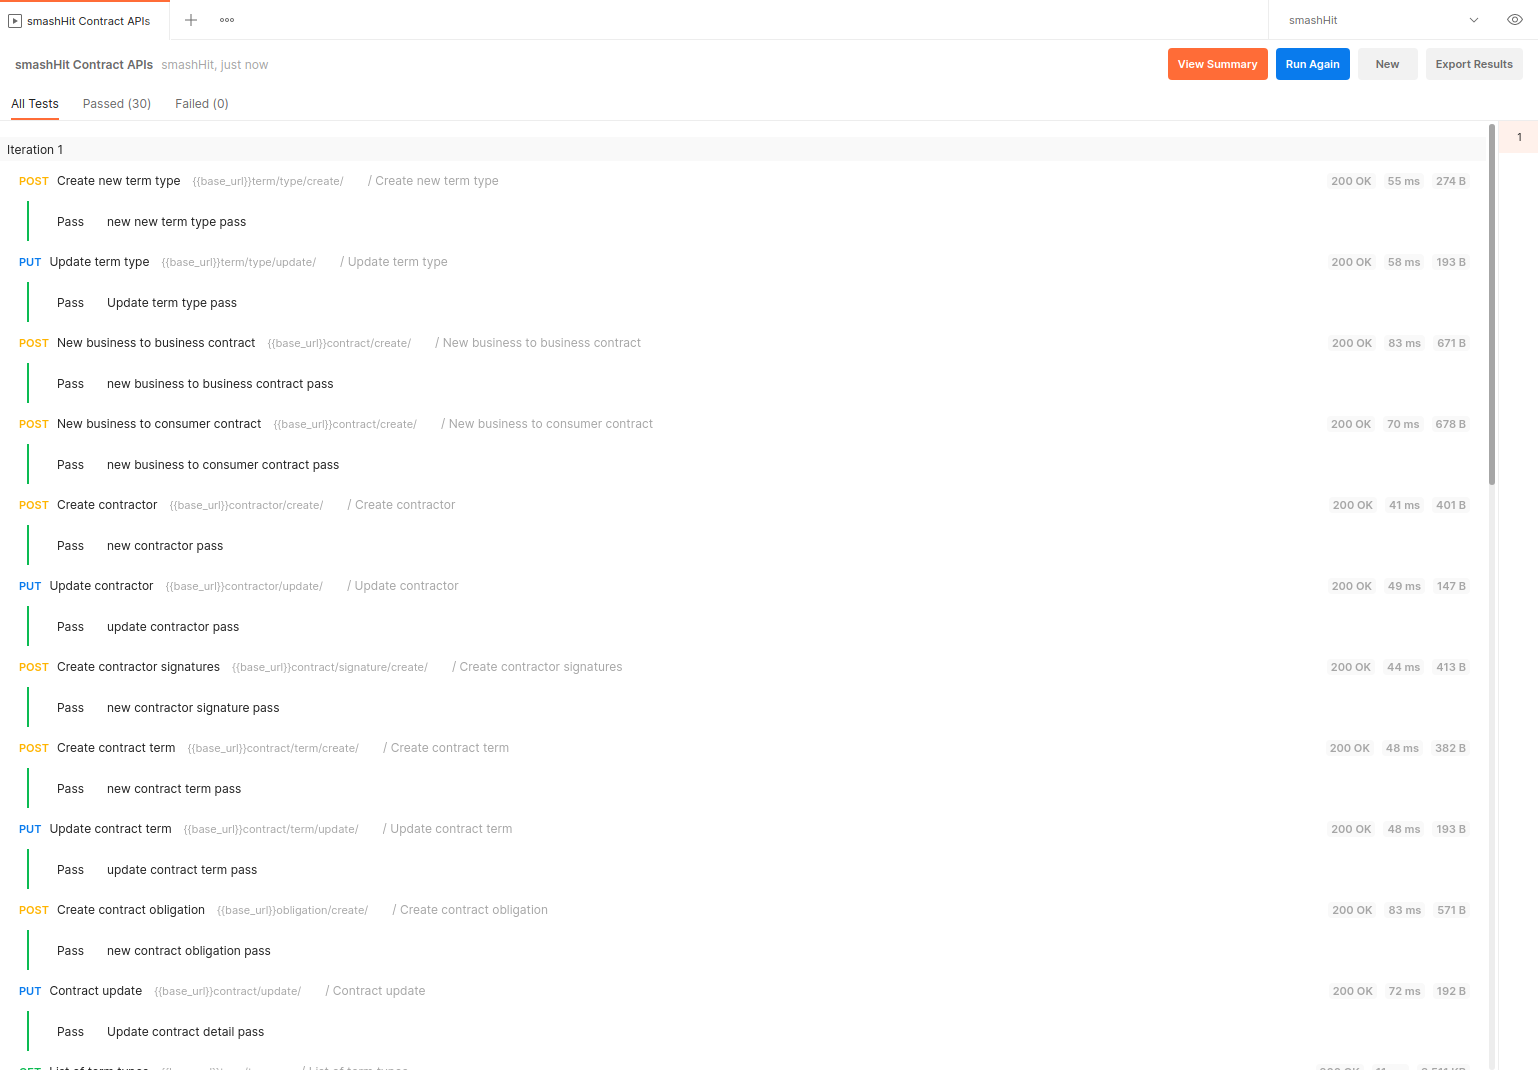 smashHit Contract APIs
smashHit
smashHit Contract APIs smashHit, just now View Summary Run Again New Export Results
All Tests Passed (30) Failed (0)
Iteration 1
1
POST Create new term type {{base_url}}term/type/create/ / Create new term type 200 OK 55 ms 274 B
Pass new new term type pass
PUT Update term type {{base_url}}term/type/update/ / Update term type 200 OK 58 ms 193 B
Pass Update term type pass
POST New business to business contract {{base_url}}contract/create/ / New business to business contract 200 OK 83 ms 671 B
Pass new business to business contract pass
POST New business to consumer contract {{base_url}}contract/create/ / New business to consumer contract 200 OK 70 ms 678 B
Pass new business to consumer contract pass
POST Create contractor {{base_url}}contractor/create/ / Create contractor 200 OK 41 ms 401 B
Pass new contractor pass
PUT Update contractor {{base_url}}contractor/update/ / Update contractor 200 OK 49 ms 147 B
Pass update contractor pass
POST Create contractor signatures {{base_url}}contract/signature/create/ / Create contractor signatures 200 OK 44 ms 413 B
Pass new contractor signature pass
POST Create contract term {{base_url}}contract/term/create/ / Create contract term 200 OK 48 ms 382 B
Pass new contract term pass
PUT Update contract term {{base_url}}contract/term/update/ / Update contract term 200 OK 48 ms 193 B
Pass update contract term pass
POST Create contract obligation {{base_url}}obligation/create/ / Create contract obligation 200 OK 83 ms 571 B
Pass new contract obligation pass
PUT Contract update {{base_url}}contract/update/ / Contract update 200 OK 72 ms 192 B
Pass Update contract detail pass
GET List of term types / List of term types